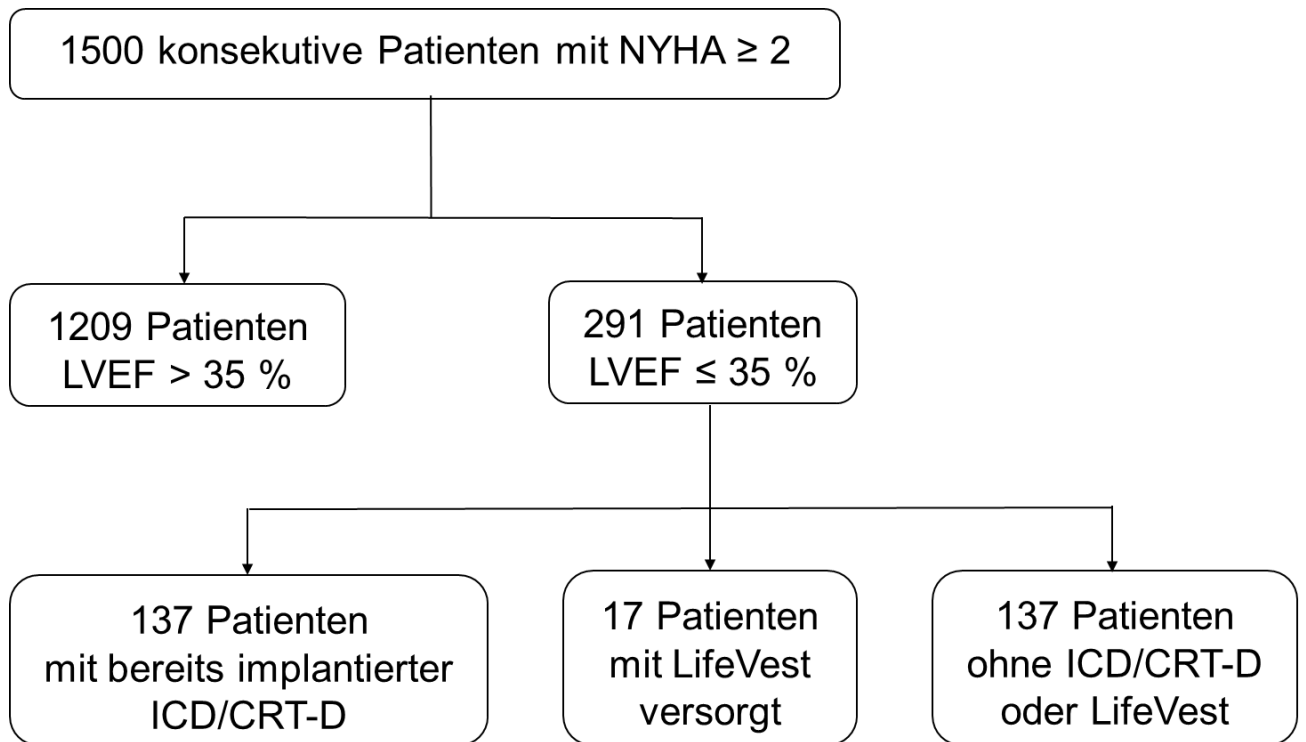 1500 konsekutive Patienten mit NYHA ≥ 2
1209 Patienten
LVEF > 35 %
291 Patienten
LVEF ≤ 35 %
137 Patienten
mit bereits implantierter
ICD/CRT-D
17 Patienten
mit LifeVest
versorgt
137 Patienten
ohne ICD/CRT-D
oder LifeVest